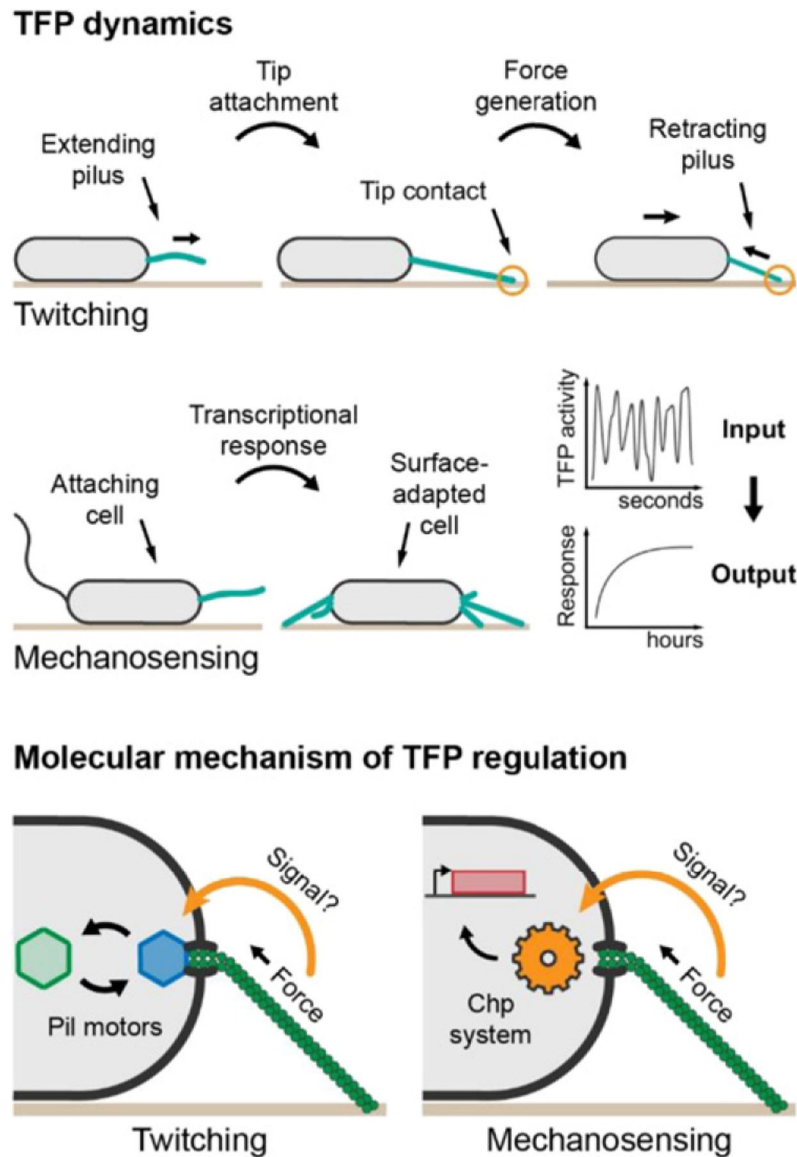 TFP dynamics
Tip
attachment
Force
generation
Extending
pilus
Tip contact
Retracting
pilus
Twitching
Transcriptional
response
Attaching
cell
Surface-
adapted
cell
TFP activity
seconds
Input
Response
hours
Output
Mechanosensing
Molecular mechanism of TFP regulation
Signal?
Force
Pil motors
Twitching
Signal?
Force
Chp
system
Mechanosensing